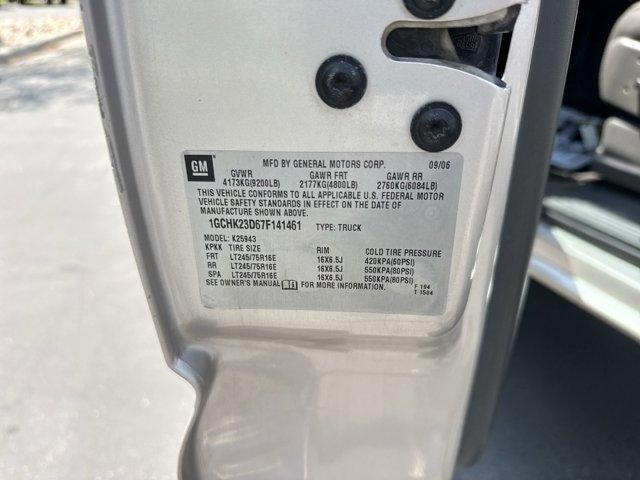 GM
MFD BY GENERAL MOTORS CORP. 09/06
GVWR GAWR FRT GAWR RR
4173KG(9200LB) 2177KG(4800LB) 2760KG(6084LB)
THIS VEHICLE CONFORMS TO ALL APPLICABLE U.S. FEDERAL MOTOR
VEHICLE SAFETY STANDARDS IN EFFECT ON THE DATE OF
MANUFACTURE SHOWN ABOVE.
1GCHK23D67F141461 TYPE: TRUCK
MODEL: K25943
KPKK TIRE SIZE RIM COLD TIRE PRESSURE
FRT LT245/75R16E 16X6.5J 420KPA(60PSI)
RR LT245/75R16E 16X6.5J 550KPA(80PSI)
SPA LT245/75R16E 16X6.5J 550KPA(80PSI)
SEE OWNER'S MANUAL FOR MORE INFORMATION.
F 194
T 1504